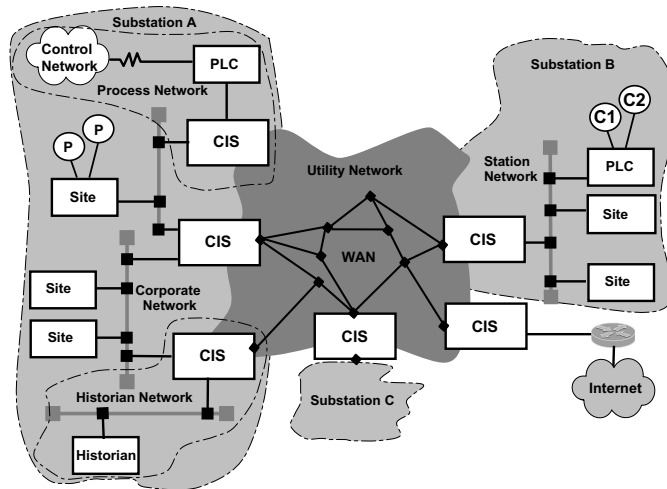 Substation A
Control
Network
PLC
Process Network
CIS
P
P
Site
Utility Network
WAN
CIS
Corporate
Network
Site
Site
CIS
Historian Network
Historian
CIS
Substation C
Substation B
C1
C2
Station
Network
PLC
Site
CIS
Site
CIS
Internet